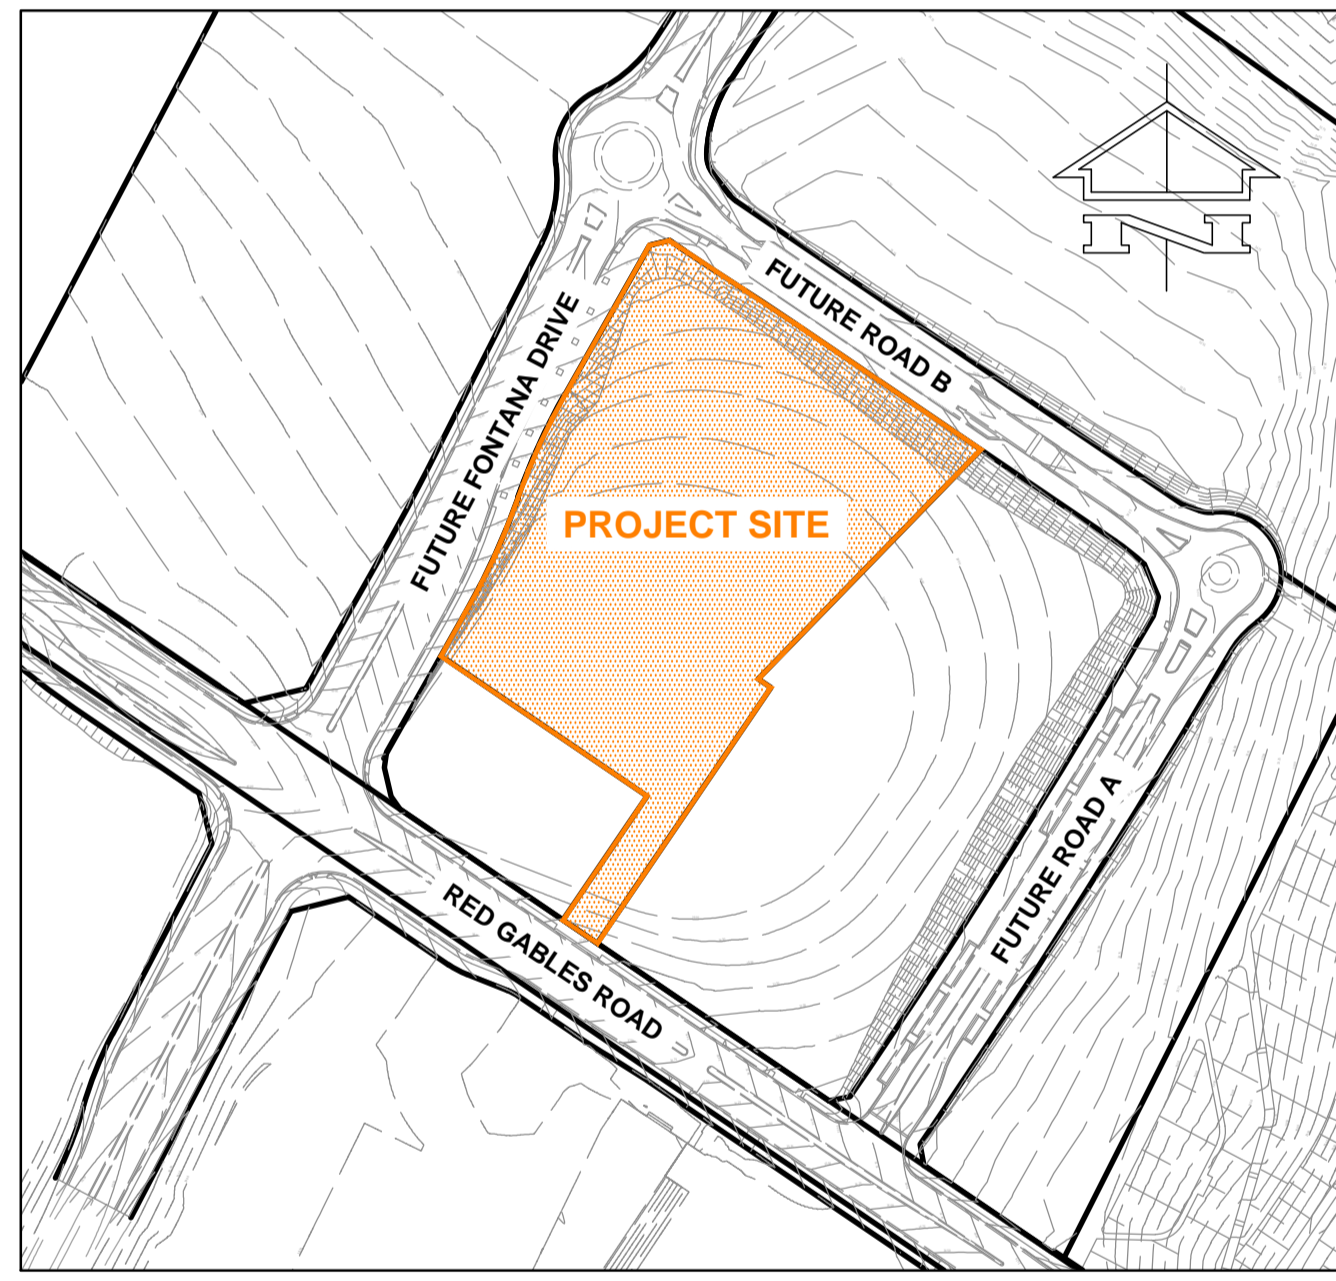 N
FUTURE ROAD B
FUTURE FONTANA DRIVE
PROJECT SITE
FUTURE ROAD A
RED GABLES ROAD